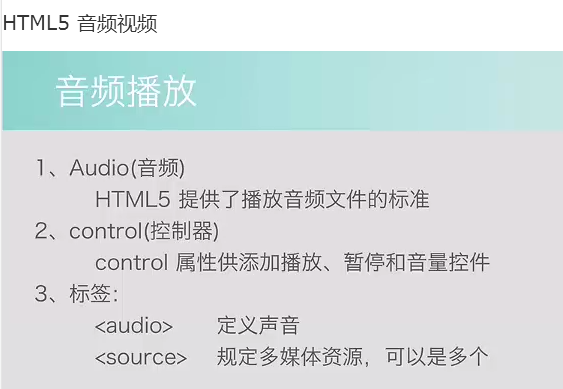 HTML5 音频视频
音频播放
1、Audio(音频)
HTML5 提供了播放音频文件的标准
2、control(控制器)
control 属性供添加播放、暂停和音量控件
3、标签：
<audio> 定义声音
<source> 规定多媒体资源，可以是多个